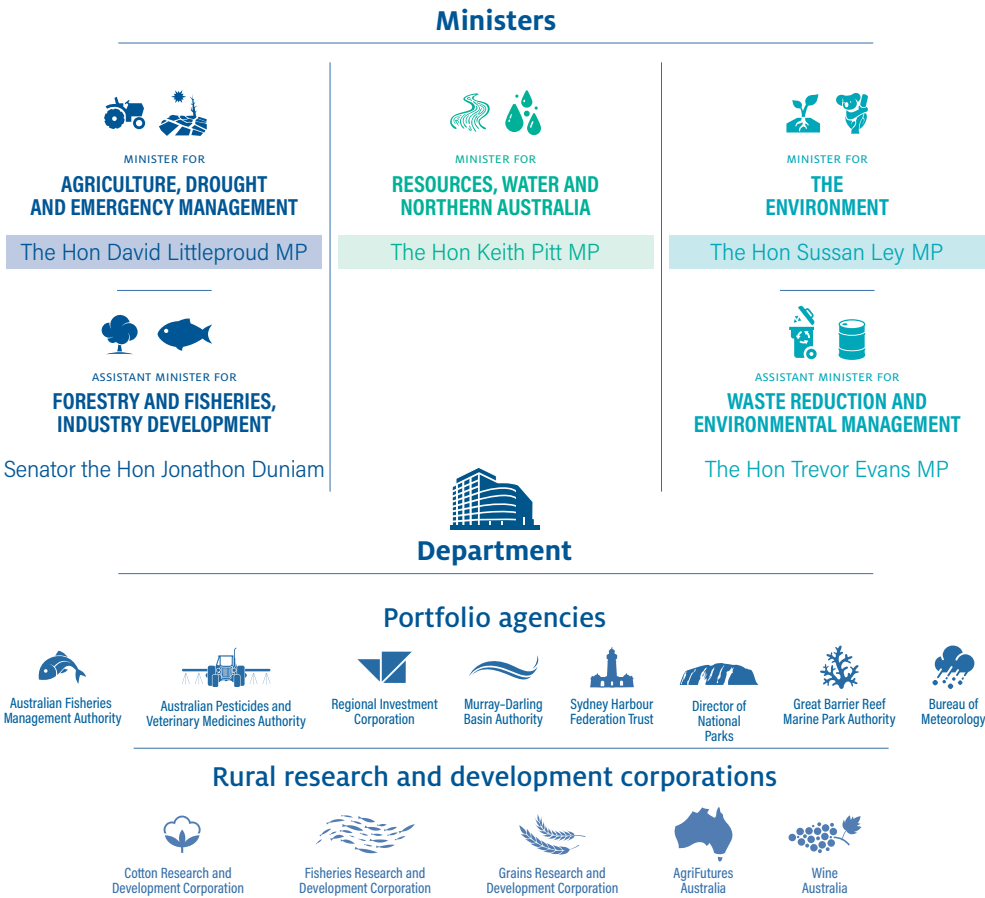 Ministers
MINISTER FOR
AGRICULTURE, DROUGHT
AND EMERGENCY MANAGEMENT
The Hon David Littleproud MP
ASSISTANT MINISTER FOR
FORESTRY AND FISHERIES,
INDUSTRY DEVELOPMENT
Senator the Hon Jonathon Duniam
MINISTER FOR
RESOURCES, WATER AND
NORTHERN AUSTRALIA
The Hon Keith Pitt MP
MINISTER FOR
THE
ENVIRONMENT
The Hon Sussan Ley MP
ASSISTANT MINISTER FOR
WASTE REDUCTION AND
ENVIRONMENTAL MANAGEMENT
The Hon Trevor Evans MP
Department
Portfolio agencies
Australian Fisheries
Management Authority
Australian Pesticides and
Veterinary Medicines Authority
Regional Investment
Corporation
Murray–Darling
Basin Authority
Sydney Harbour
Federation Trust
Director of
National
Parks
Great Barrier Reef
Marine Park Authority
Bureau of
Meteorology
Rural research and development corporations
Cotton Research and
Development Corporation
Fisheries Research and
Development Corporation
Grains Research and
Development Corporation
AgriFutures
Australia
Wine
Australia